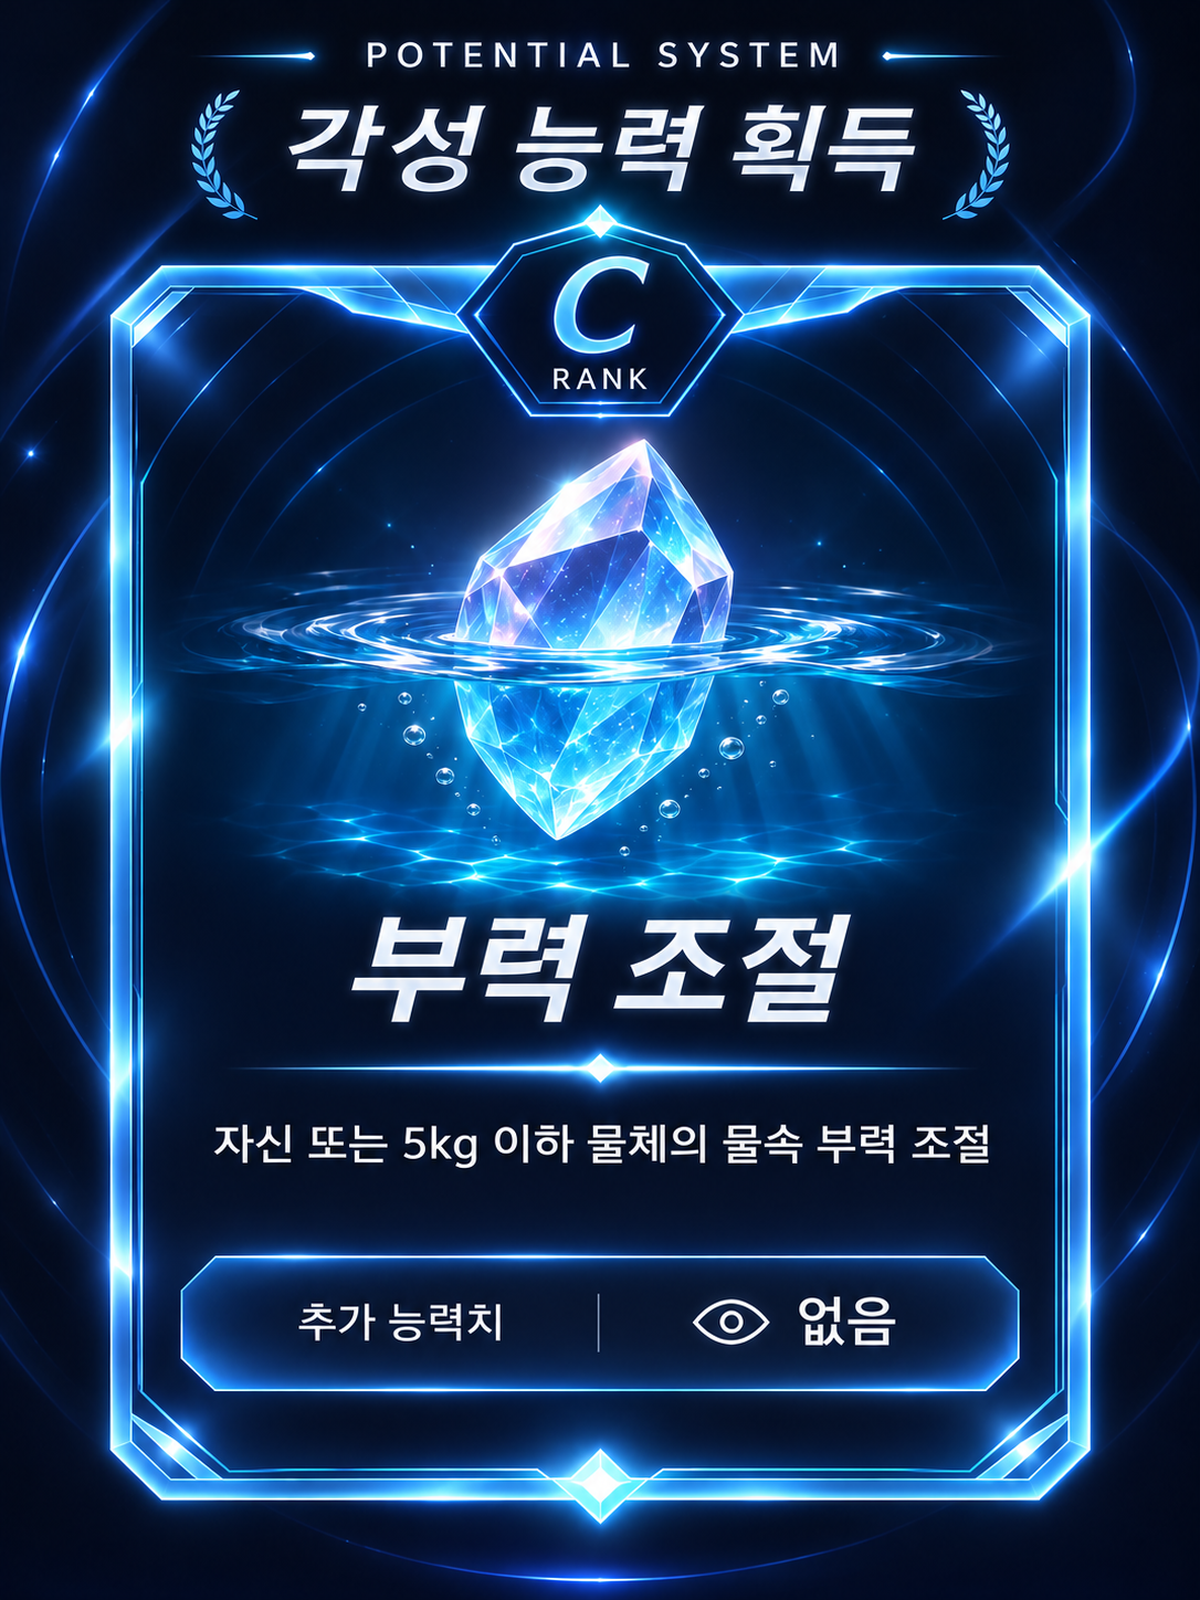 POTENTIAL SYSTEM
각성 능력 획득
C
RANK
부력 조절
자신 또는 5kg 이하 물체의 물속 부력 조절
추가 능력치
없음